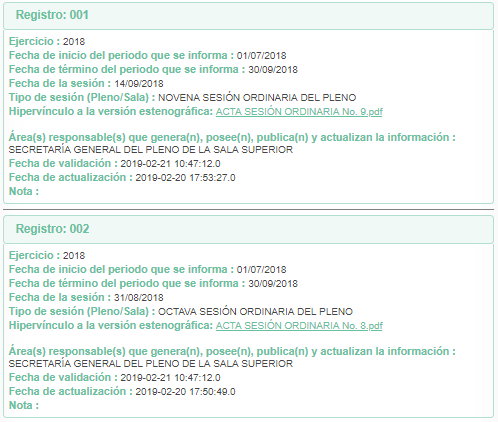 Registro: 001
Ejercicio : 2018
Fecha de inicio del periodo que se informa : 01/07/2018
Fecha de término del periodo que se informa : 30/09/2018
Fecha de la sesión : 14/09/2018
Tipo de sesión (Pleno/Sala) : NOVENA SESIÓN ORDINARIA DEL PLENO
Hipervínculo a la versión estenográfica: ACTA SESIÓN ORDINARIA No. 9.pdf
Área(s) responsable(s) que genera(n), posee(n), publica(n) y actualizan la información :
SECRETARÍA GENERAL DEL PLENO DE LA SALA SUPERIOR
Fecha de validación : 2019-02-21 10:47:12.0
Fecha de actualización : 2019-02-20 17:53:27.0
Nota :
Registro: 002
Ejercicio : 2018
Fecha de inicio del periodo que se informa : 01/07/2018
Fecha de término del periodo que se informa : 30/09/2018
Fecha de la sesión : 31/08/2018
Tipo de sesión (Pleno/Sala) : OCTAVA SESIÓN ORDINARIA DEL PLENO
Hipervínculo a la versión estenográfica: ACTA SESIÓN ORDINARIA No. 8.pdf
Área(s) responsable(s) que genera(n), posee(n), publica(n) y actualizan la información :
SECRETARÍA GENERAL DEL PLENO DE LA SALA SUPERIOR
Fecha de validación : 2019-02-21 10:47:12.0
Fecha de actualización : 2019-02-20 17:50:49.0
Nota :